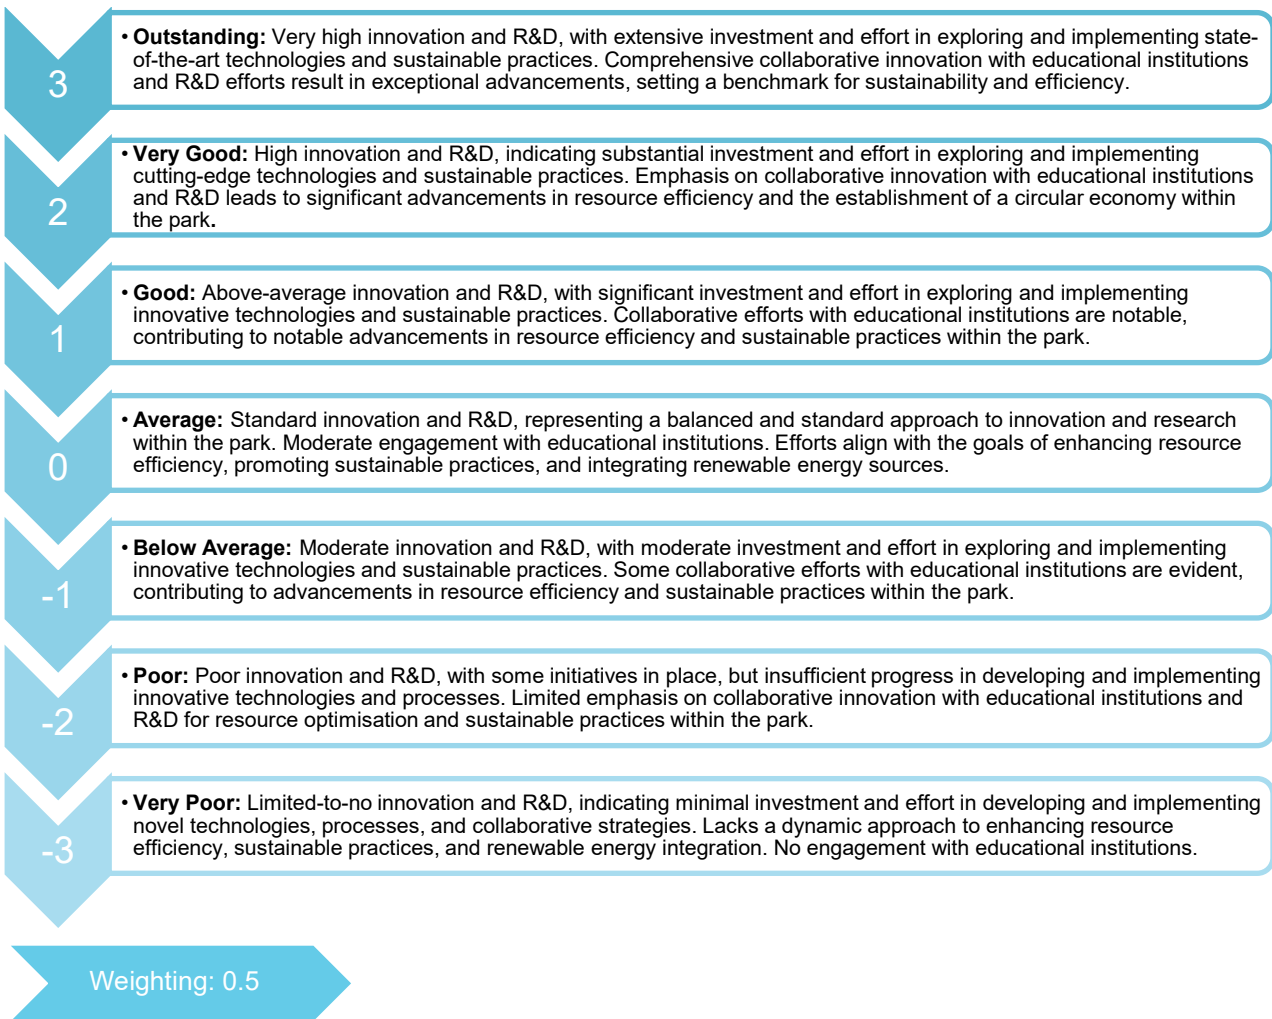 3
• Outstanding: Very high innovation and R&D, with extensive investment and effort in exploring and implementing state-
of-the-art technologies and sustainable practices. Comprehensive collaborative innovation with educational institutions
and R&D efforts result in exceptional advancements, setting a benchmark for sustainability and efficiency.
2
• Very Good: High innovation and R&D, indicating substantial investment and effort in exploring and implementing
cutting-edge technologies and sustainable practices. Emphasis on collaborative innovation with educational institutions
and R&D leads to significant advancements in resource efficiency and the establishment of a circular economy within
the park.
1
• Good: Above-average innovation and R&D, with significant investment and effort in exploring and implementing
innovative technologies and sustainable practices. Collaborative efforts with educational institutions are notable,
contributing to notable advancements in resource efficiency and sustainable practices within the park.
0
• Average: Standard innovation and R&D, representing a balanced and standard approach to innovation and research
within the park. Moderate engagement with educational institutions. Efforts align with the goals of enhancing resource
efficiency, promoting sustainable practices, and integrating renewable energy sources.
-1
• Below Average: Moderate innovation and R&D, with moderate investment and effort in exploring and implementing
innovative technologies and sustainable practices. Some collaborative efforts with educational institutions are evident,
contributing to advancements in resource efficiency and sustainable practices within the park.
-2
• Poor: Poor innovation and R&D, with some initiatives in place, but insufficient progress in developing and implementing
innovative technologies and processes. Limited emphasis on collaborative innovation with educational institutions and
R&D for resource optimisation and sustainable practices within the park.
-3
• Very Poor: Limited-to-no innovation and R&D, indicating minimal investment and effort in developing and implementing
novel technologies, processes, and collaborative strategies. Lacks a dynamic approach to enhancing resource
efficiency, sustainable practices, and renewable energy integration. No engagement with educational institutions.
Weighting: 0.5